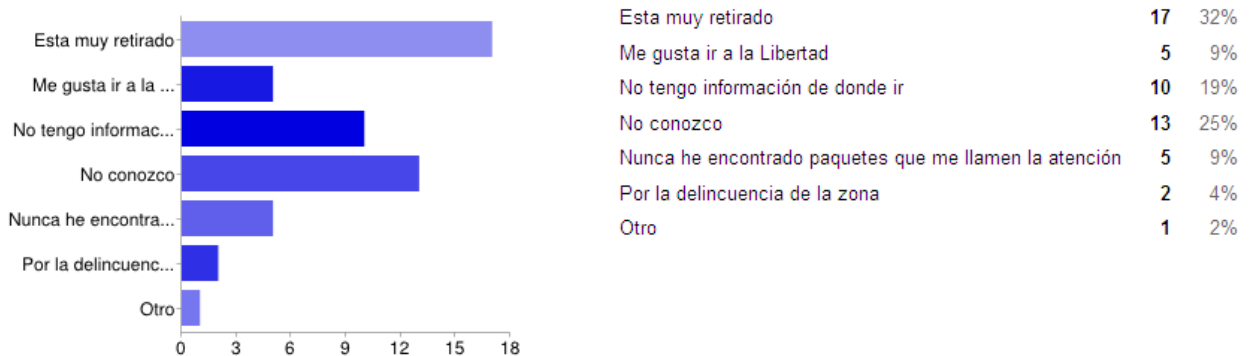 Esta muy retirado
Me gusta ir a la ...
No tengo informac...
No conozco
Nunca he encontra...
Por la delincuenc...
Otro
0 3 6 9 12 15 18
Esta muy retirado 17 32%
Me gusta ir a la Libertad 5 9%
No tengo información de donde ir 10 19%
No conozco 13 25%
Nunca he encontrado paquetes que me llamen la atención 5 9%
Por la delincuencia de la zona 2 4%
Otro 1 2%